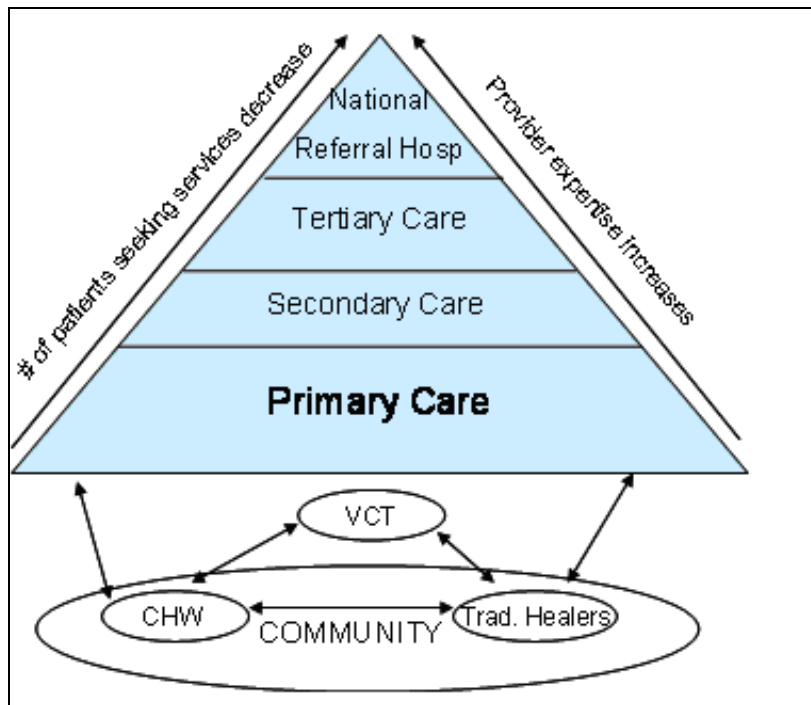 # of patients seeking services decrease
Provider expertise increases
National
Referral Hosp
Tertiary Care
Secondary Care
Primary Care
VCT
CHW
Trad. Healers
COMMUNITY